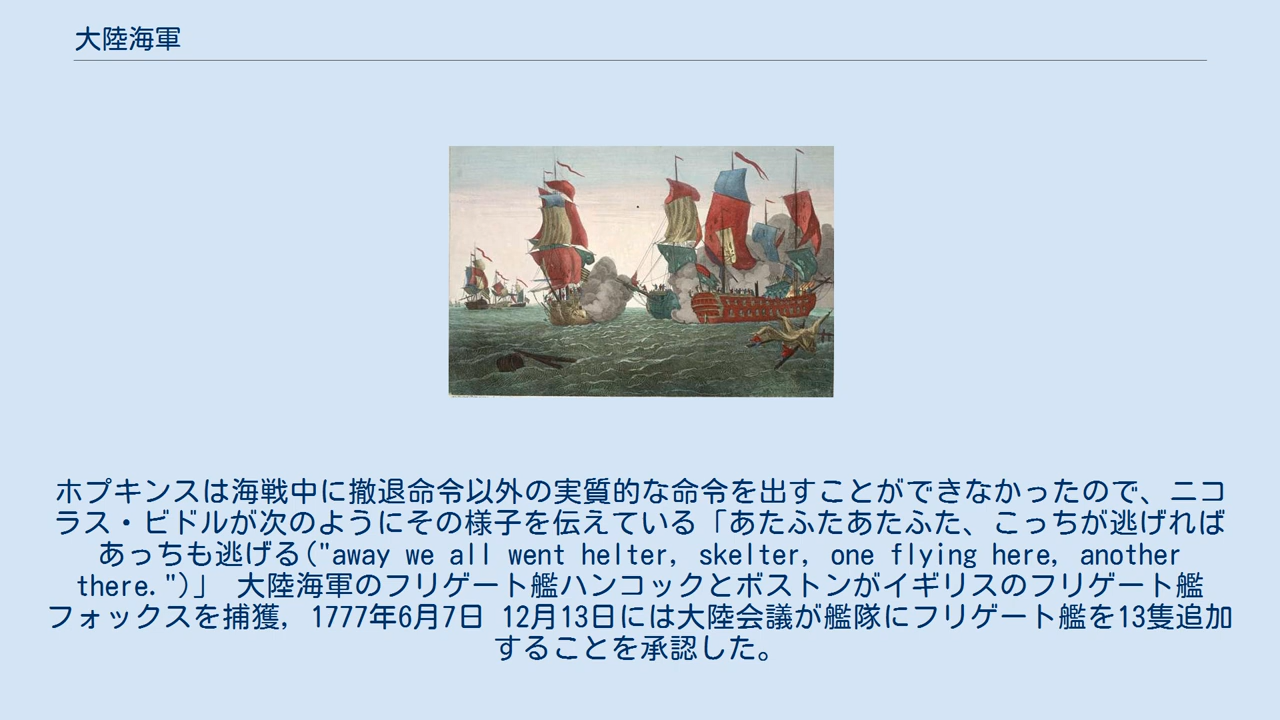 大陸海軍
ホプキンスは海戦中に撤退命令以外の実質的な命令を出すことができなかったので、ニコ
ラス・ビドルが次のようにその様子を伝えている「あたふたあたふた、こっちが逃げれば
あっちも逃げる("away we all went helter, skelter, one flying here, another
there.")」 大陸海軍のフリゲート艦ハンコックとボストンがイギリスのフリゲート艦
フォックスを捕獲, 1777年6月7日 12月13日には大陸会議が艦隊にフリゲート艦を13隻追加
することを承認した。